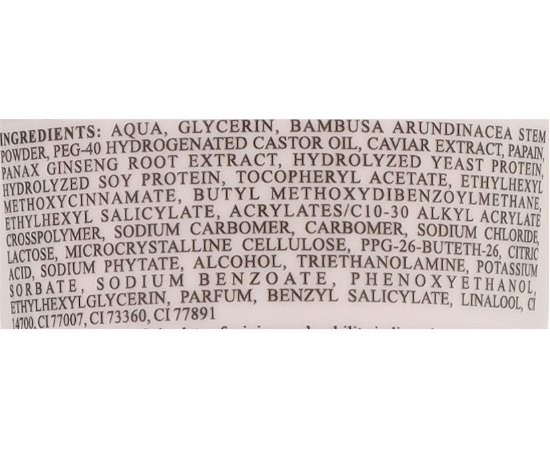 INGREDIENTS: AQUA, GLYCERIN, BAMBUSA ARUNDINACEA STEM
POWDER, PEG-40 HYDROGENATED CASTOR OIL, CAVIAR EXTRACT, PAPAIN,
PANAX GINSENG ROOT EXTRACT, HYDROLYZED YEAST PROTEIN,
HYDROLYZED SOY PROTEIN, TOCOPHERYL ACETATE, ETHYLHEXYL
METHOXYCINNAMATE, BUTYL METHOXYDIBENZOYLMETHANE,
ETHYLHEXYL SALICYLATE, ACRYLATES/C10-30 ALKYL ACRYLATE
CROSSPOLYMER, SODIUM CARBOMER, CARBOMER, SODIUM CHLORIDE,
LACTOSE, MICROCRYSTALLINE CELLULOSE, PPG-26-BUTETH-26, CITRIC
ACID, SODIUM PHYTATE, ALCOHOL, TRIETHANOLAMINE, POTASSIUM
SORBATE, SODIUM BENZOATE, PHENOXYETHANOL,
ETHYLHEXYLGLYCERIN, PARFUM, BENZYL SALICYLATE, LINALOOL, CI
14700, CI 77007, CI 73360, CI 77891